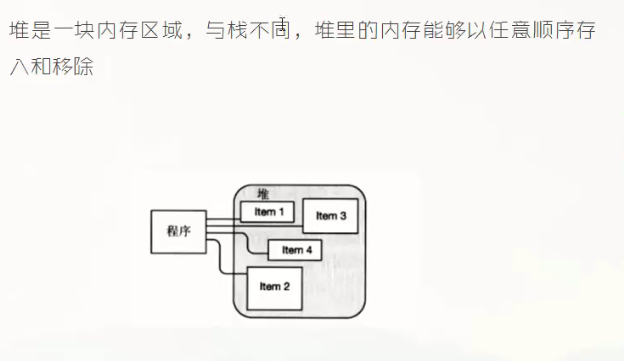 堆是一块内存区域，与栈不同，堆里的内存能够以任意顺序存
入和移除
堆
Item 1
Item 3
程序
Item 4
Item 2